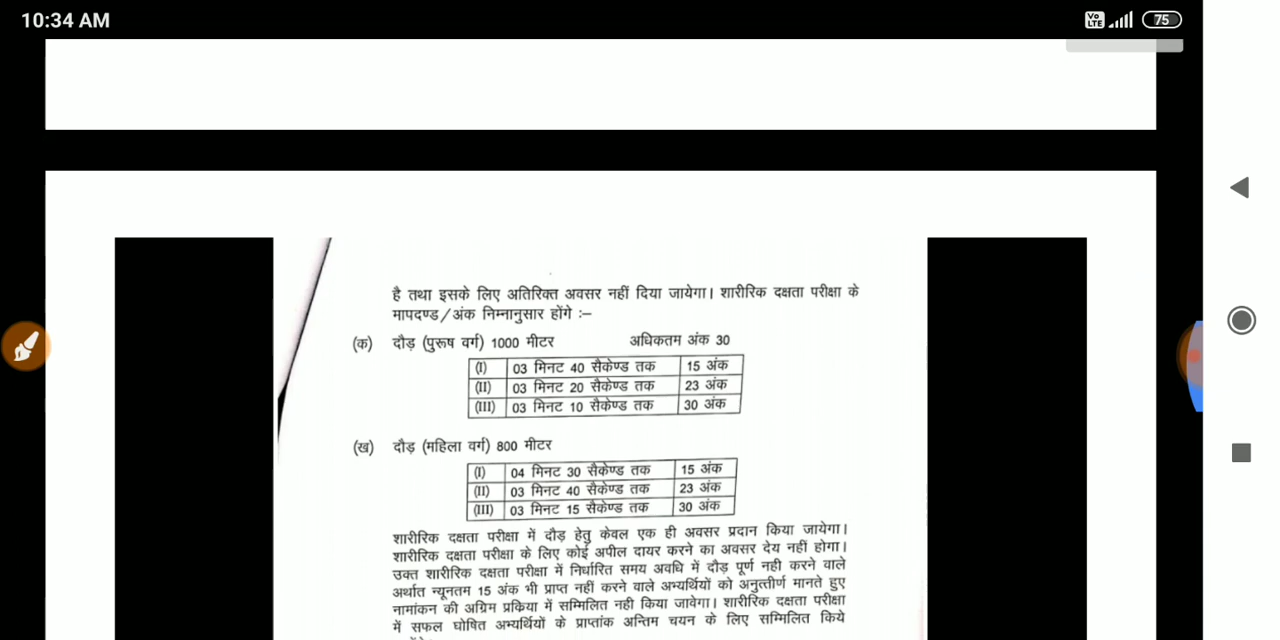 10:34 AM
Vo LTE
75
है तथा इसके लिए अतिरिक्त अवसर नहीं दिया जायेगा। शारीरिक दक्षता परीक्षा के
मापदण्ड/अंक निम्नानुसार होंगे :–
(क) दौड़ (पुरूष वर्ग) 1000 मीटर अधिकतम अंक 30
(I) 03 मिनट 40 सैकेण्ड तक 15 अंक
(II) 03 मिनट 20 सैकेण्ड तक 23 अंक
(III) 03 मिनट 10 सैकेण्ड तक 30 अंक
(ख) दौड़ (महिला वर्ग) 800 मीटर
(I) 04 मिनट 30 सैकेण्ड तक 15 अंक
(II) 03 मिनट 40 सैकेण्ड तक 23 अंक
(III) 03 मिनट 15 सैकेण्ड तक 30 अंक
शारीरिक दक्षता परीक्षा में दौड़ हेतु केवल एक ही अवसर प्रदान किया जायेगा।
शारीरिक दक्षता परीक्षा के लिए कोई अपील दायर करने का अवसर देय नहीं होगा।
उक्त शारीरिक दक्षता परीक्षा में निर्धारित समय अवधि में दौड़ पूर्ण नही करने वाले
अर्थात न्यूनतम 15 अंक भी प्राप्त नहीं करने वाले अभ्यर्थियों को अनुत्तीर्ण मानते हुए
नामांकन की अग्रिम प्रकिया में सम्मिलित नही किया जावेगा। शारीरिक दक्षता परीक्षा
में सफल घोषित अभ्यर्थियों के प्राप्तांक अन्तिम चयन के लिए सम्मिलित किये